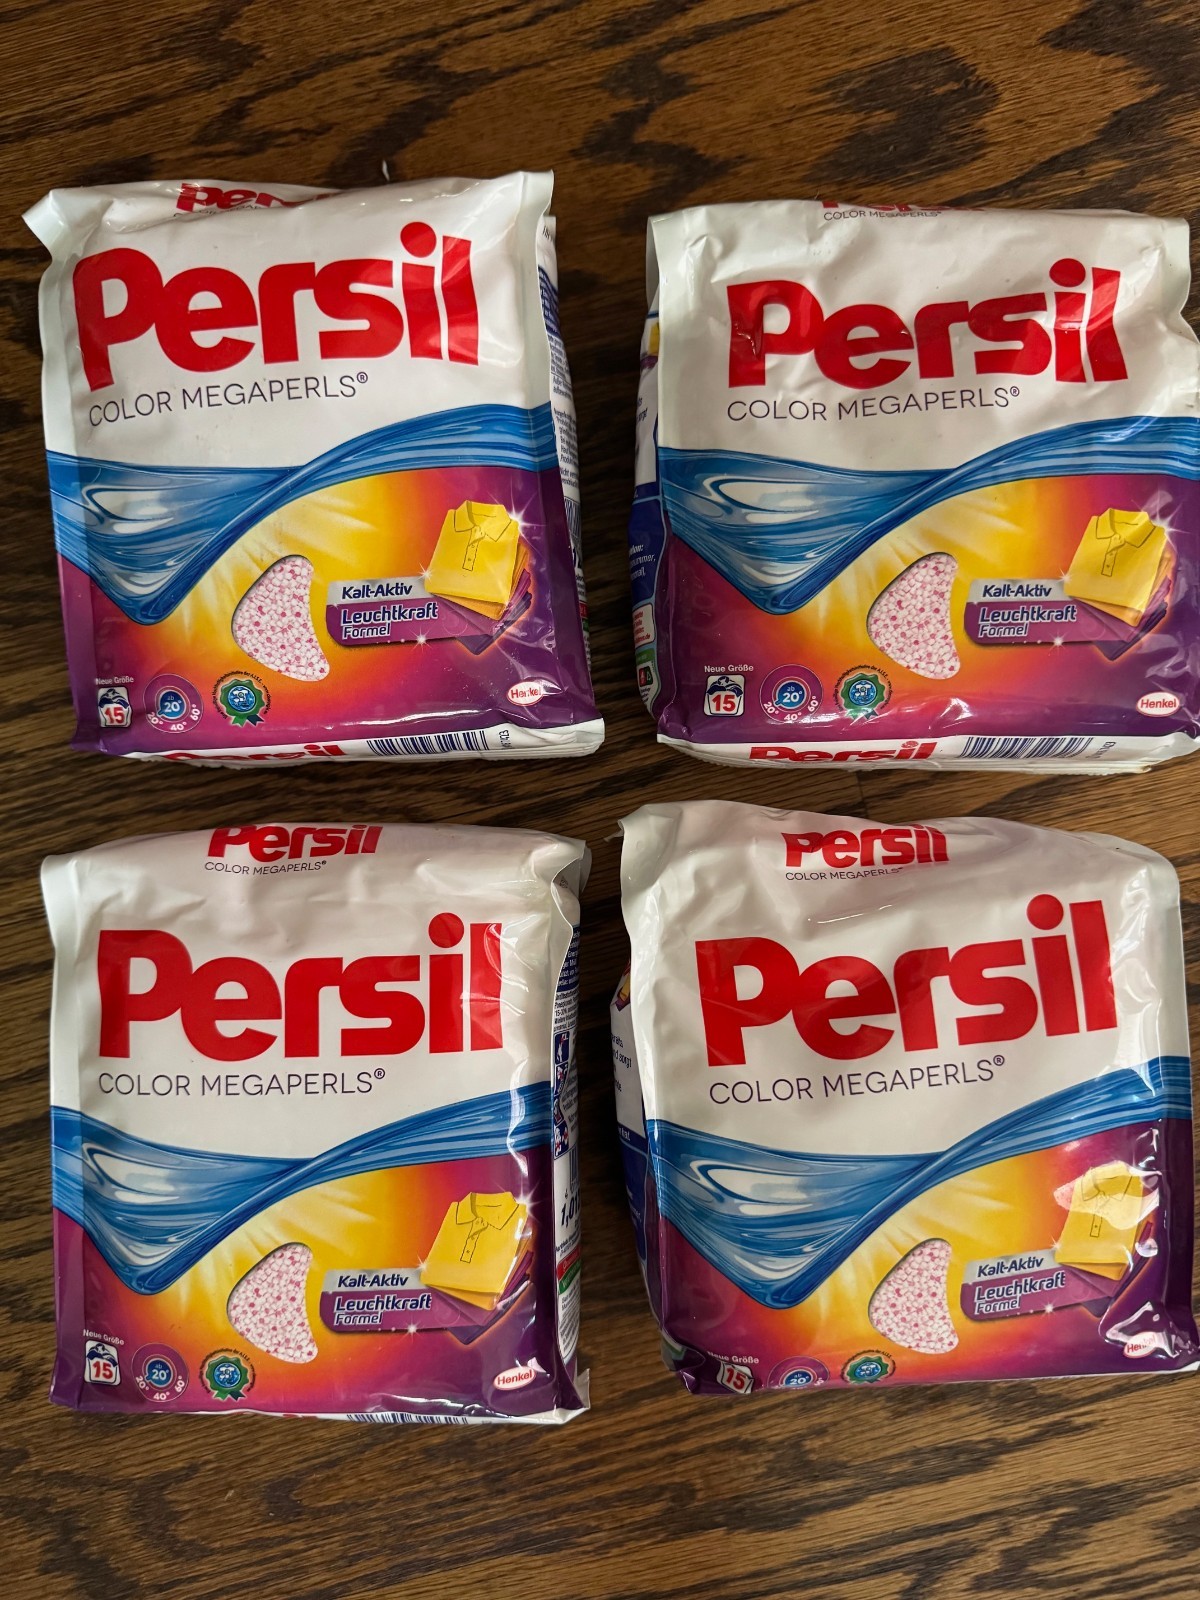 Persil
COLOR MEGAPERLS®
Kalt-Aktiv
Leuchtkraft
Formel
Neue Größe
15
ab
20°
20° 40° 60°
Henkel
Persil
COLOR MEGAPERLS®
Persil
COLOR MEGAPERLS®
Kalt-Aktiv
Leuchtkraft
Formel
Neue Größe
15
ab
20°
20° 40° 60°
Henkel
Persil
Persil
COLOR MEGAPERLS®
Persil
COLOR MEGAPERLS®
Kalt-Aktiv
Leuchtkraft
Formel
Neue Größe
15
20°
20° 40° 60°
Henkel
Persil
COLOR MEGAPERLS
Persil
COLOR MEGAPERLS®
Kalt-Aktiv
Leuchtkraft
Formel
Neue Größe
15
20°
Henkel